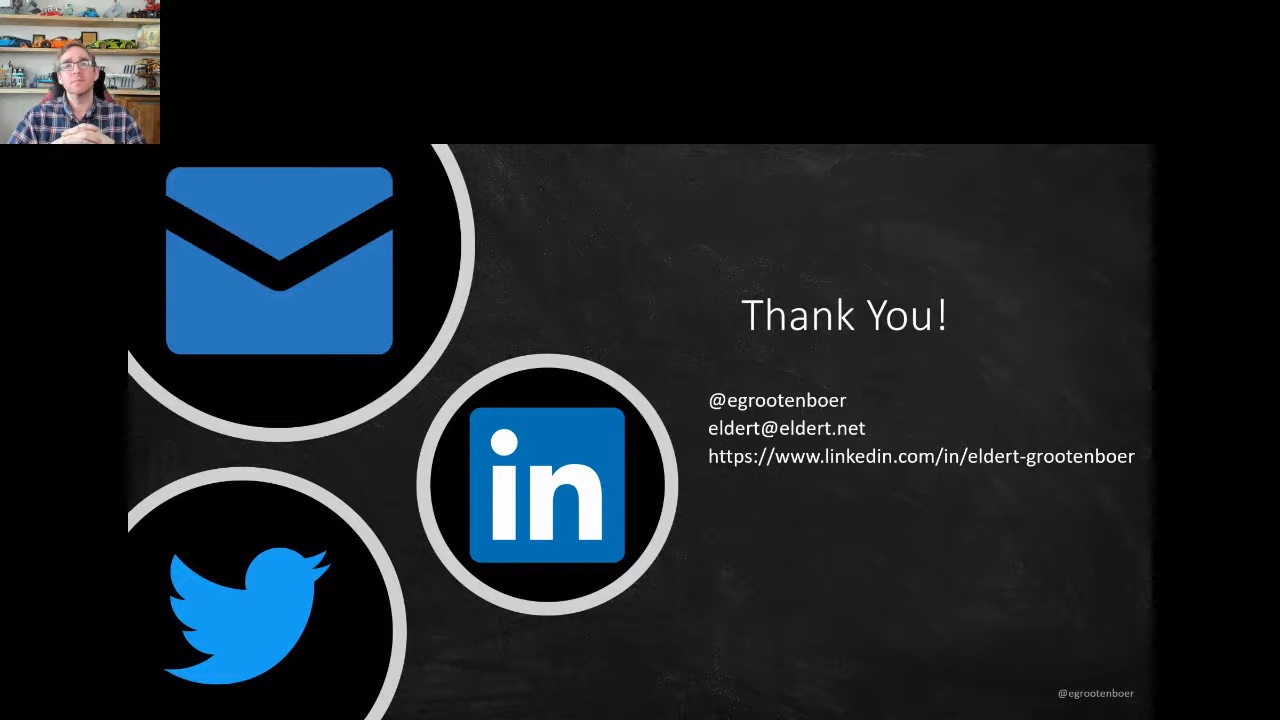 Thank You!
@egrootenboer
eldert@eldert.net
https://www.linkedin.com/in/eldert-grootenboer
in
@egrootenboer